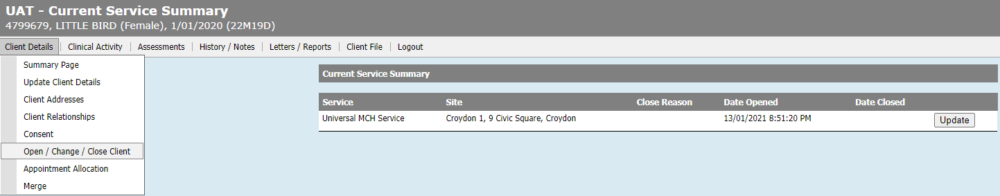 UAT - Current Service Summary
4799679, LITTLE BIRD (Female), 1/01/2020 (22M19D)
Client Details Clinical Activity Assessments History / Notes Letters / Reports Client File Logout
Summary Page
Update Client Details
Client Addresses
Client Relationships
Consent
Open / Change / Close Client
Appointment Allocation
Merge
Current Service Summary
Service Site Close Reason Date Opened Date Closed
Universal MCH Service Croydon 1, 9 Civic Square, Croydon 13/01/2021 8:51:20 PM Update